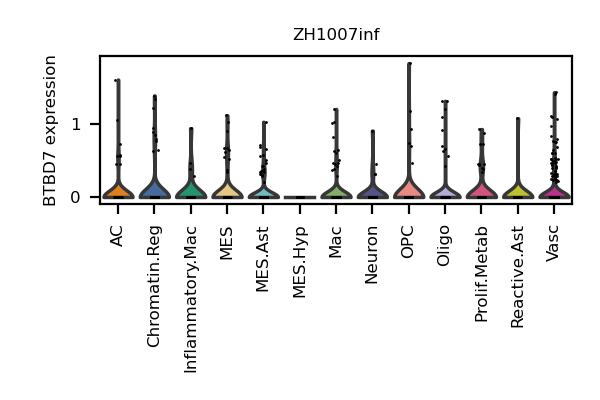 ZH1007inf
BTBD7 expression
1
0
AC
Chromatin.Reg
Inflammatory.Mac
MES
MES.Ast
MES.Hyp
Mac
Neuron
OPC
Oligo
Prolif.Metab
Reactive.Ast
Vasc